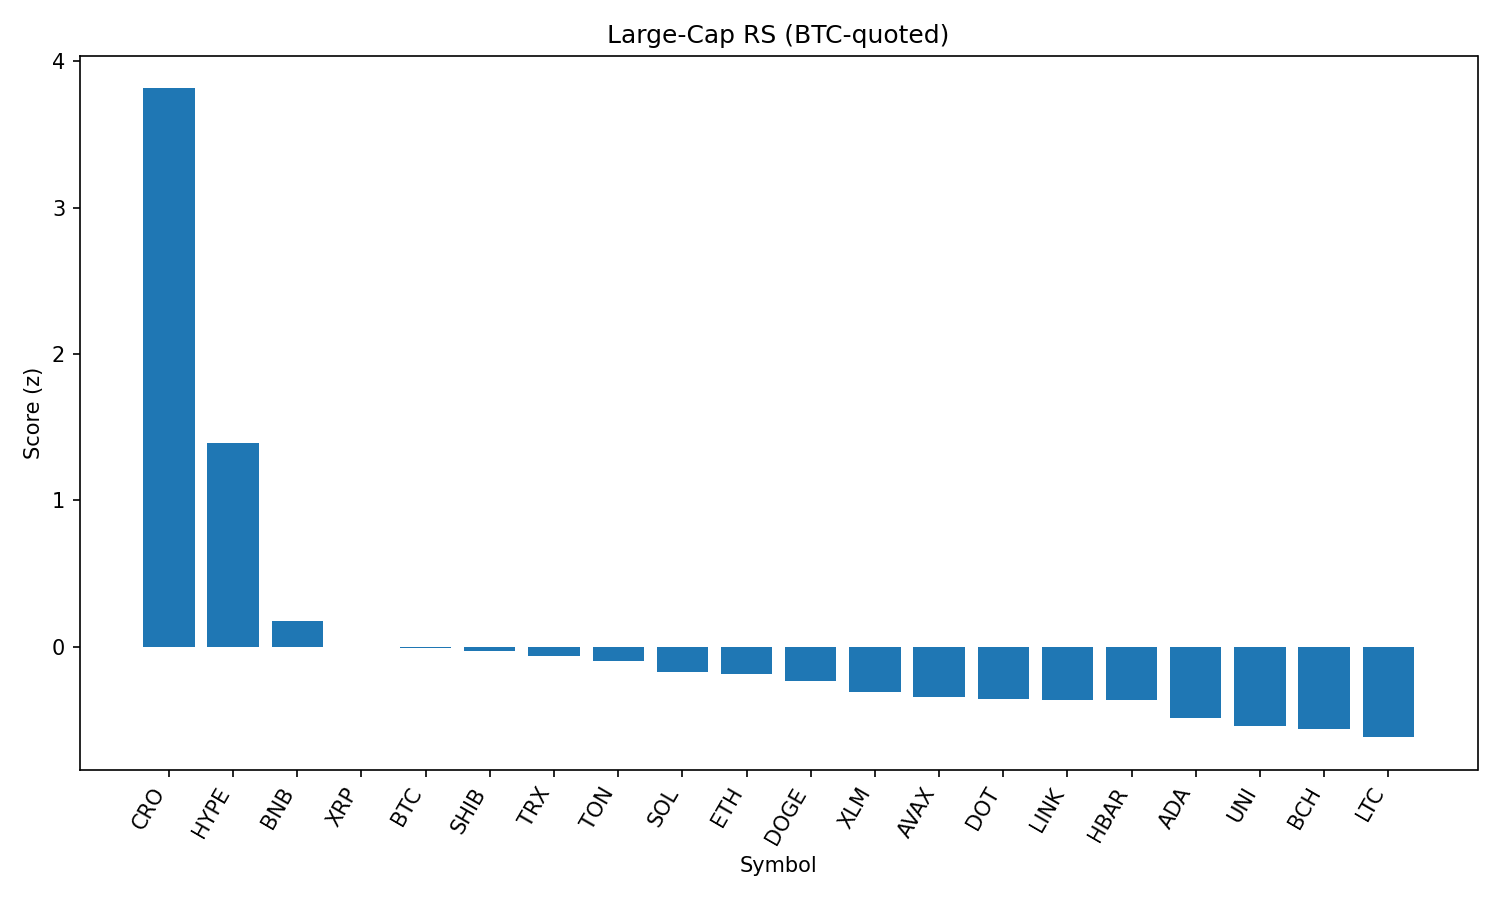 Large-Cap RS (BTC-quoted)
4
3
2
1
0
Score (z)
CRO
HYPE
BNB
XRP
BTC
SHIB
TRX
TON
SOL
ETH
DOGE
XLM
AVAX
DOT
LINK
HBAR
ADA
UNI
BCH
LTC
Symbol